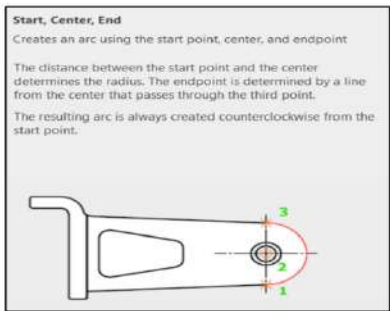 Start, Center, End
Creates an arc using the start point, center, and endpoint
The distance between the start point and the center
determines the radius. The endpoint is determined by a line
from the center that passes through the third point.
The resulting arc is always created counterclockwise from the
start point.
3
2
1